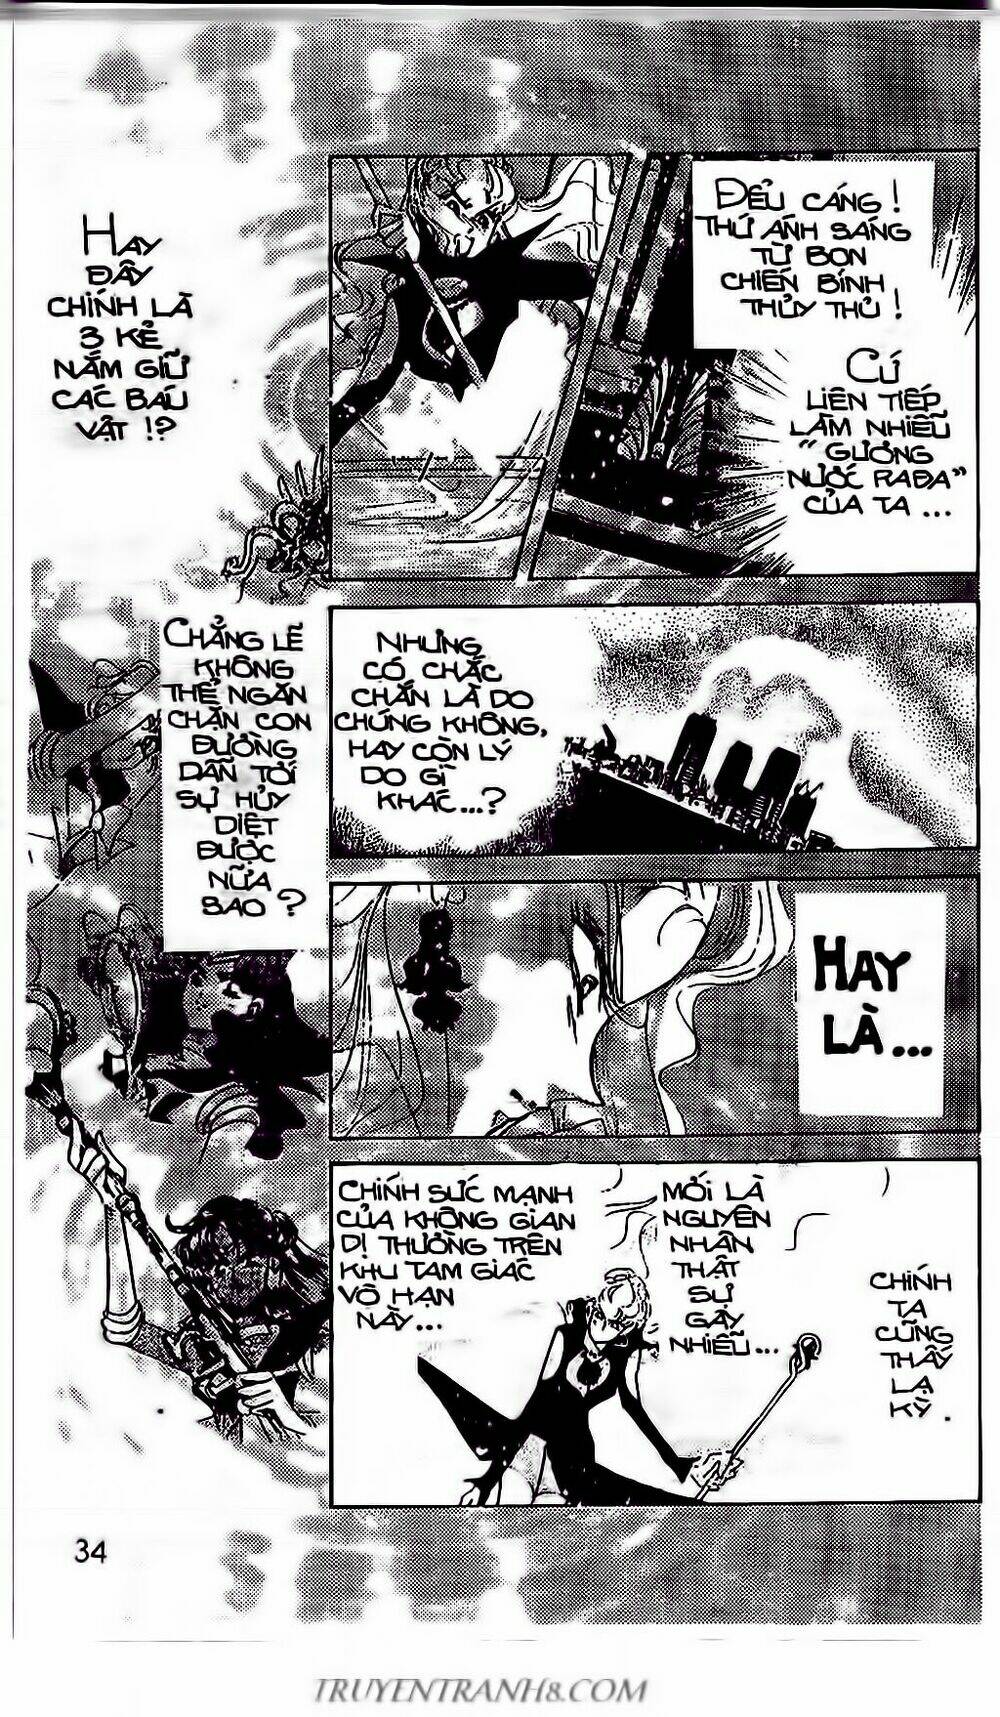 ĐỂU CÁNG!
THỨ ÁNH SÁNG
TỪ BỌN
CHIẾN BINH
THỦY THỦ!
CỨ
LIÊN TIẾP
LÀM NHIỄU
"GƯƠNG
NƯỚC RAĐA"
CỦA TA...
NHƯNG
CÓ CHẮC
CHẮN LÀ DO
CHÚNG KHÔNG,
HAY CÒN LÝ
DO GÌ
KHÁC...?
HAY
LÀ...
CHÍNH
TA
CŨNG
THẤY
LẠ
KỲ.
MỚI LÀ
NGUYÊN
NHÂN
THẬT
SỰ
GÂY
NHIỄU...
CHÍNH SỨC MẠNH
CỦA KHÔNG GIAN
DỊ THƯỜNG TRÊN
KHU TAM GIÁC
VÔ HẠN
NÀY...
HAY
ĐÂY
CHÍNH LÀ
3 KẺ
NẮM GIỮ
CÁC BÁU
VẬT!?
CHẲNG LẼ
KHÔNG
THỂ NGĂN
CHẶN CON
ĐƯỜNG
DẪN TỚI
SỰ HỦY
DIỆT
ĐƯỢC
NỮA
SAO?
34
TRUYENTRANH8.COM